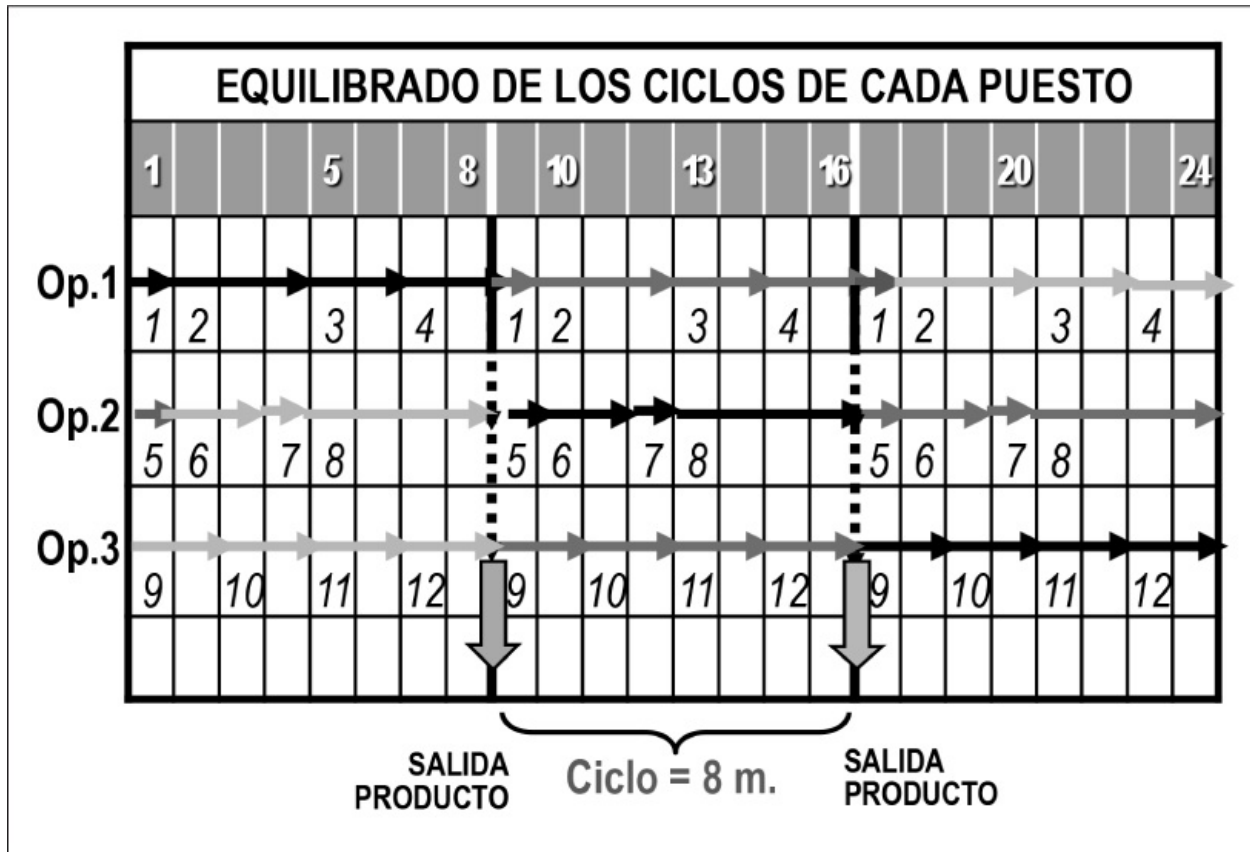 EQUILIBRADO DE LOS CICLOS DE CADA PUESTO
1 5 8 10 13 16 20 24
Op.1
1 2 3 4 1 2 3 4 1 2 3 4
Op.2
5 6 7 8 5 6 7 8 5 6 7 8
Op.3
9 10 11 12 9 10 11 12 9 10 11 12
SALIDA
PRODUCTO
Ciclo = 8 m.
SALIDA
PRODUCTO